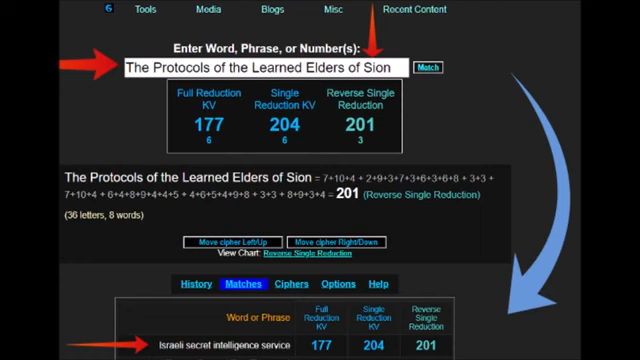 G Tools Media Blogs Misc Recent Content
Enter Word, Phrase, or Number(s):
The Protocols of the Learned Elders of Sion Match
Full Reduction KV Single Reduction KV Reverse Single Reduction
177 204 201
6 6 3
The Protocols of the Learned Elders of Sion = 7+10+4 + 2+9+3+7+3+6+3+6+8 + 3+3 +
7+10+4 + 6+4+8+9+4+4+5 + 4+6+5+4+9+8 + 3+3 + 8+9+3+4 = 201 (Reverse Single Reduction)
(36 letters, 8 words)
Move cipher Left/Up Move cipher Right/Down
View Chart: Reverse Single Reduction
History Matches Ciphers Options Help
Word or Phrase Full Reduction KV Single Reduction KV Reverse Single Reduction
Israeli secret intelligence service 177 204 201